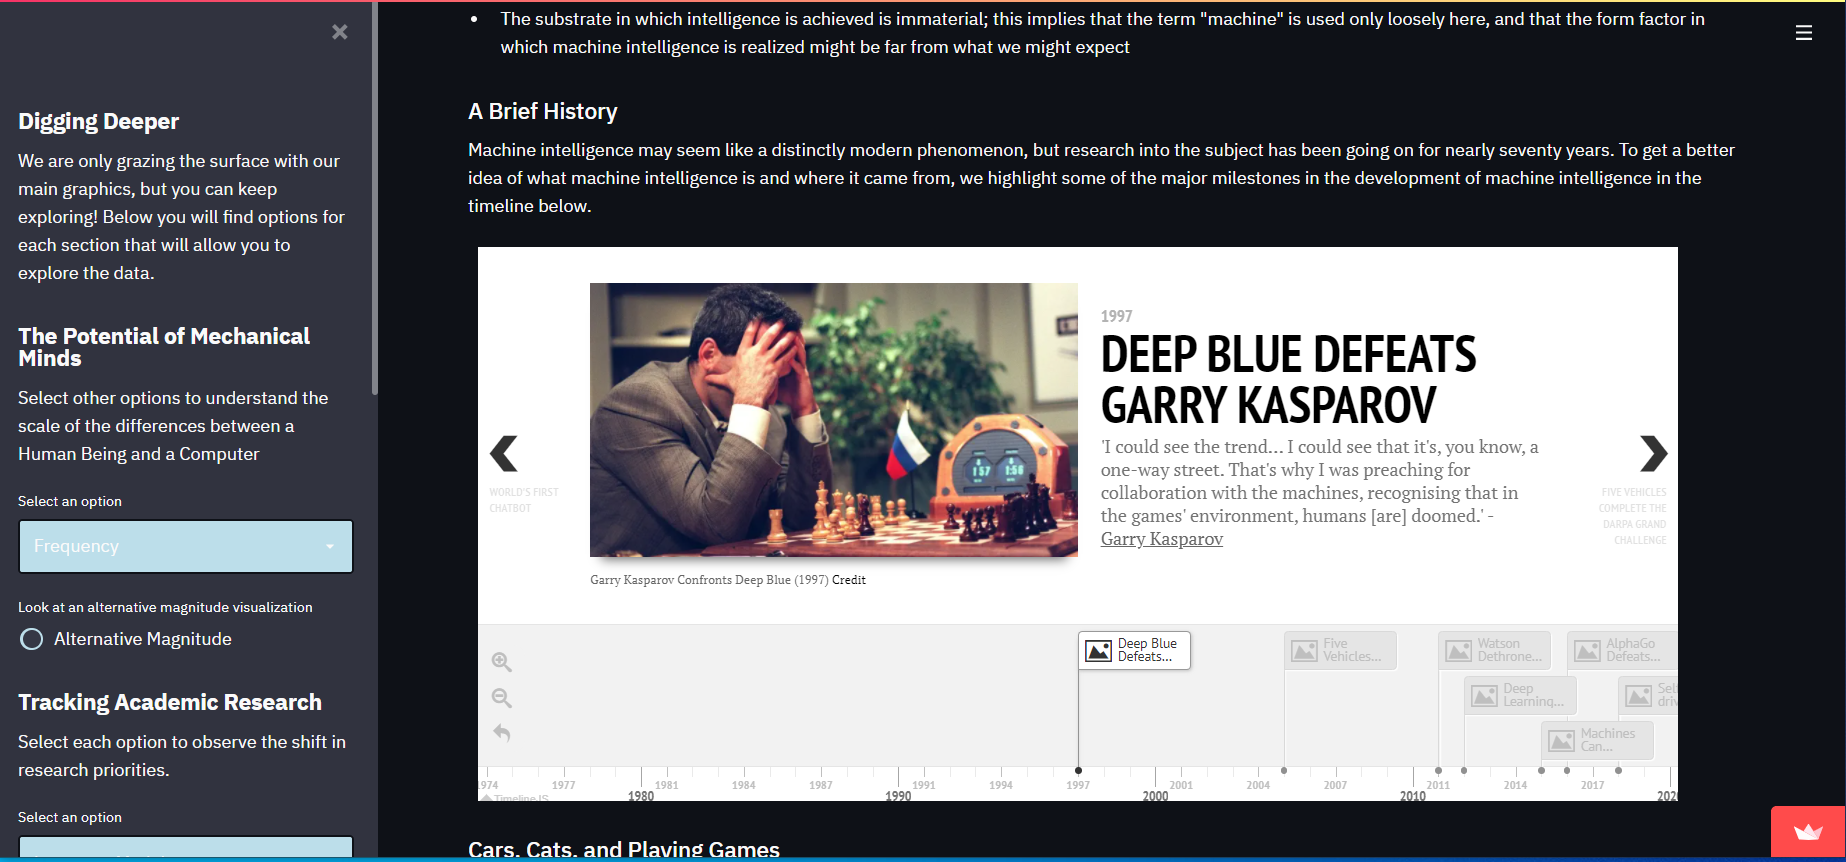 Digging Deeper
We are only grazing the surface with our
main graphics, but you can keep
exploring! Below you will find options for
each section that will allow you to
explore the data.
The Potential of Mechanical
Minds
Select other options to understand the
scale of the differences between a
Human Being and a Computer
Select an option
Frequency
Look at an alternative magnitude visualization
Alternative Magnitude
Tracking Academic Research
Select each option to observe the shift in
research priorities.
Select an option
The substrate in which intelligence is achieved is immaterial; this implies that the term "machine" is used only loosely here, and that the form factor in
which machine intelligence is realized might be far from what we might expect
A Brief History
Machine intelligence may seem like a distinctly modern phenomenon, but research into the subject has been going on for nearly seventy years. To get a better
idea of what machine intelligence is and where it came from, we highlight some of the major milestones in the development of machine intelligence in the
timeline below.
WORLD'S FIRST
CHATBOT
1:57 1:56
Garry Kasparov Confronts Deep Blue (1997) Credit
1997
DEEP BLUE DEFEATS
GARRY KASPAROV
'I could see the trend... I could see that it's, you know, a
one-way street. That's why I was preaching for
collaboration with the machines, recognising that in
the games' environment, humans [are] doomed.' -
Garry Kasparov
FIVE VEHICLES
COMPLETE THE
DARPA GRAND
CHALLENGE
Deep Blue
Defeats...
Five
Vehicles...
Watson
Dethrone...
AlphaGo
Defeats...
Deep
Learning...
Sel
driv
Machines
Can...
1974 1977 1981 1984 1987 1991 1994 1997 2001 2004 2007 2011 2014 2017
1980 1990 2000 2010 202
TimelineJS
Cars, Cats, and Playing Games